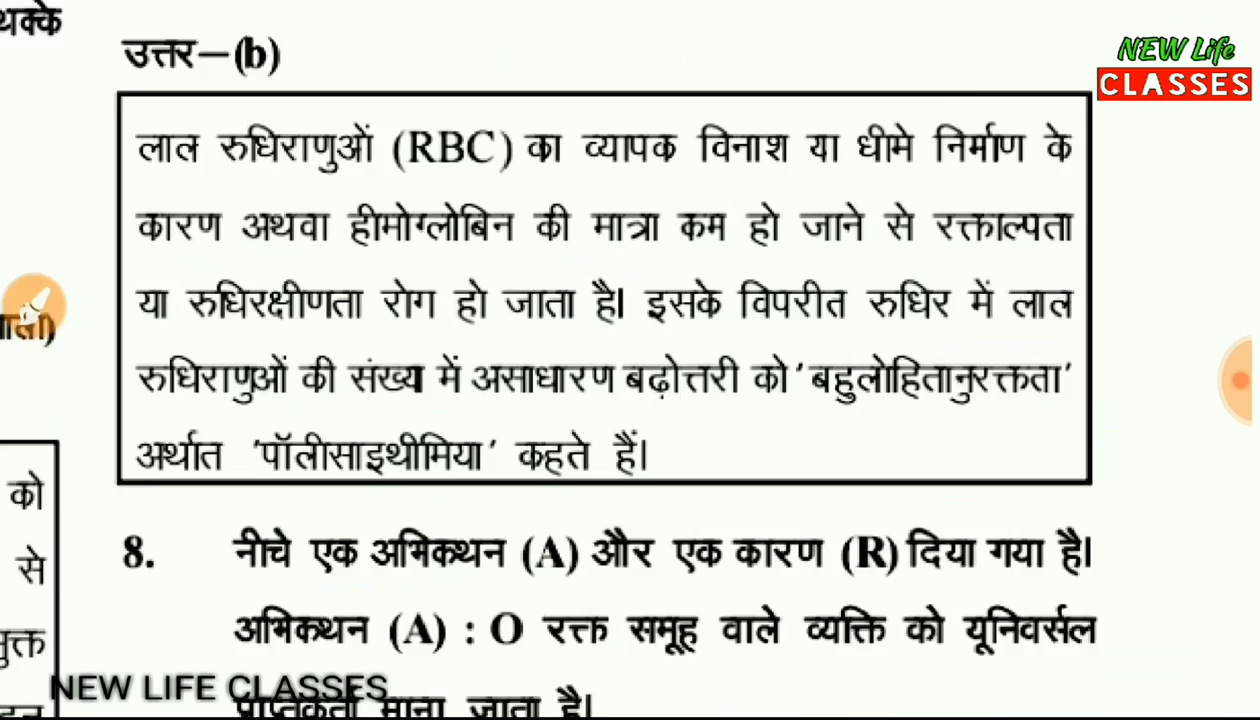 थक्के
उत्तर–(b)
NEW Life
CLASSES
लाल रुधिराणुओं (RBC) का व्यापक विनाश या धीमे निर्माण के
कारण अथवा हीमोग्लोबिन की मात्रा कम हो जाने से रक्ताल्पता
या रुधिरक्षीणता रोग हो जाता है। इसके विपरीत रुधिर में लाल
रुधिराणुओं की संख्या में असाधारण बढ़ोत्तरी को 'बहुलोहितानुरक्तता'
अर्थात 'पॉलीसाइथीमिया' कहते हैं।
को
से
8. नीचे एक अभिकथन (A) और एक कारण (R) दिया गया है।
अभिकथन (A) : O रक्त समूह वाले व्यक्ति को यूनिवर्सल
प्राप्तकर्ता माना जाता है।
NEW LIFE CLASSES